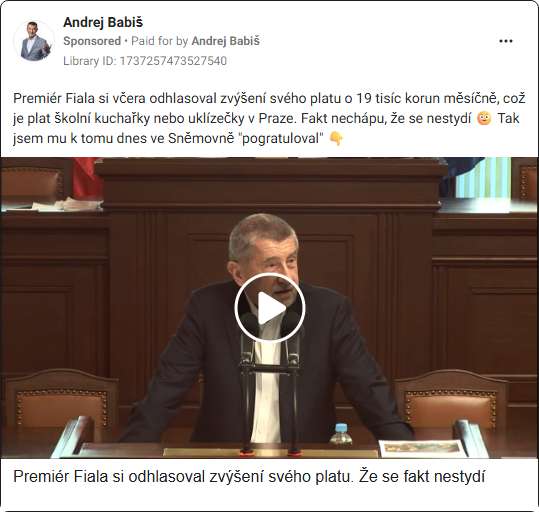 Andrej Babiš
Sponsored • Paid for by Andrej Babiš
Library ID: 1737257473527540
Premiér Fiala si včera odhlasoval zvýšení svého platu o 19 tisíc korun měsíčně, což
je plat školní kuchařky nebo uklízečky v Praze. Fakt nechápu, že se nestydí 😳 Tak
jsem mu k tomu dnes ve Sněmovně "pogratuloval" 👇
Premiér Fiala si odhlasoval zvýšení svého platu. Že se fakt nestydí